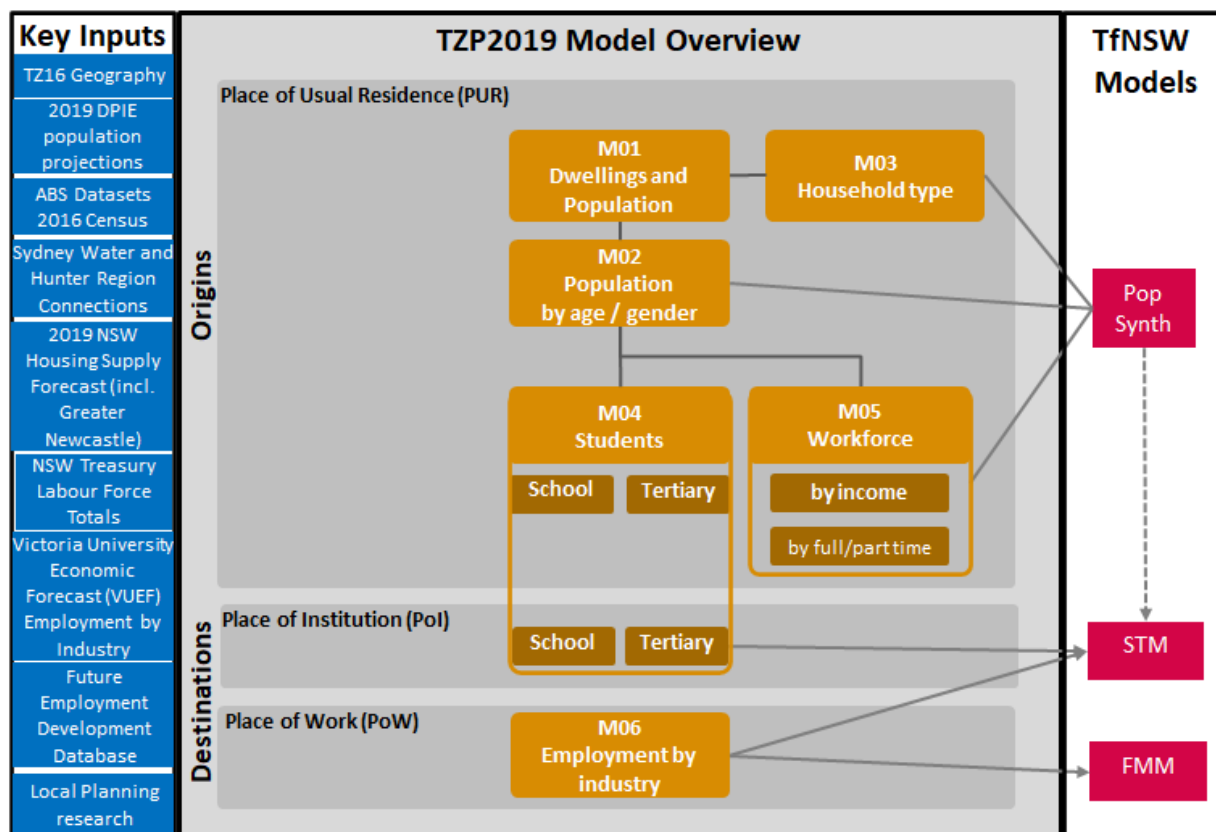 Key Inputs
TZ16 Geography
2019 DPIE
population
projections
ABS Datasets
2016 Census
Sydney Water and
Hunter Region
Connections
2019 NSW
Housing Supply
Forecast (incl.
Greater
Newcastle)
NSW Treasury
Labour Force
Totals
Victoria University
Economic
Forecast (VUEF)
Employment by
Industry
Future
Employment
Development
Database
Local Planning
research
TZP2019 Model Overview
Origins
Place of Usual Residence (PUR)
M01
Dwellings and
Population
M03
Household type
M02
Population
by age / gender
M04
Students
School
Tertiary
M05
Workforce
by income
by full/part time
Destinations
Place of Institution (PoI)
School
Tertiary
Place of Work (PoW)
M06
Employment by
industry
TfNSW
Models
Pop
Synth
STM
FMM